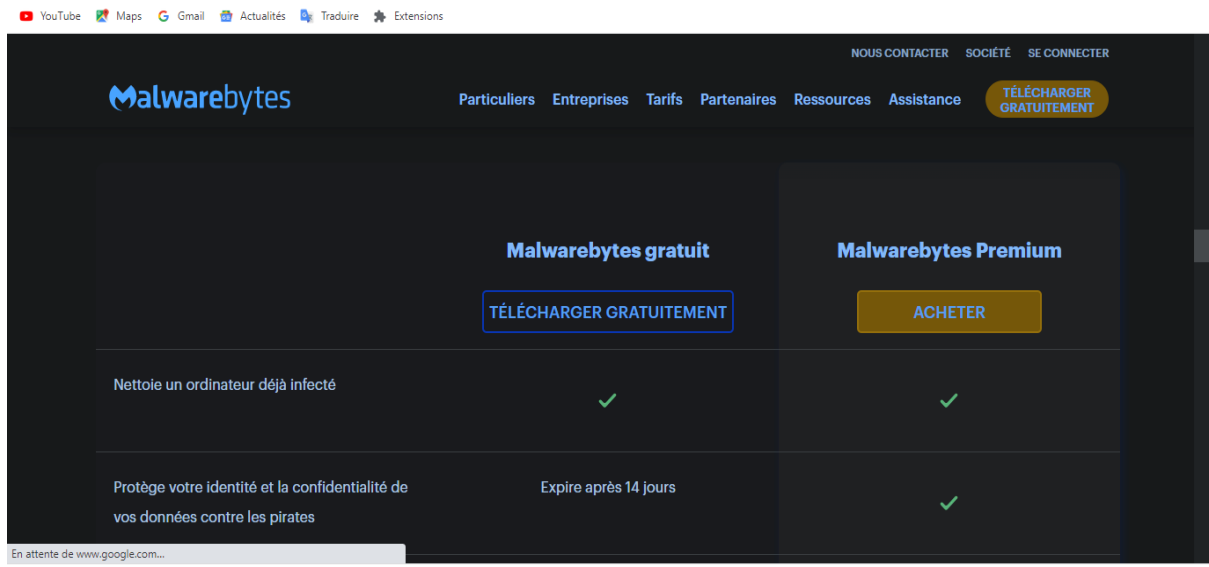 YouTube Maps Gmail Actualités Traduire Extensions
NOUS CONTACTER SOCIÉTÉ SE CONNECTER
Malwarebytes Particuliers Entreprises Tarifs Partenaires Ressources Assistance TÉLÉCHARGER
GRATUITEMENT
Malwarebytes gratuit Malwarebytes Premium
TÉLÉCHARGER GRATUITEMENT ACHETER
Nettoie un ordinateur déjà infecté
Protège votre identité et la confidentialité de Expire après 14 jours
vos données contre les pirates
En attente de www.google.com...